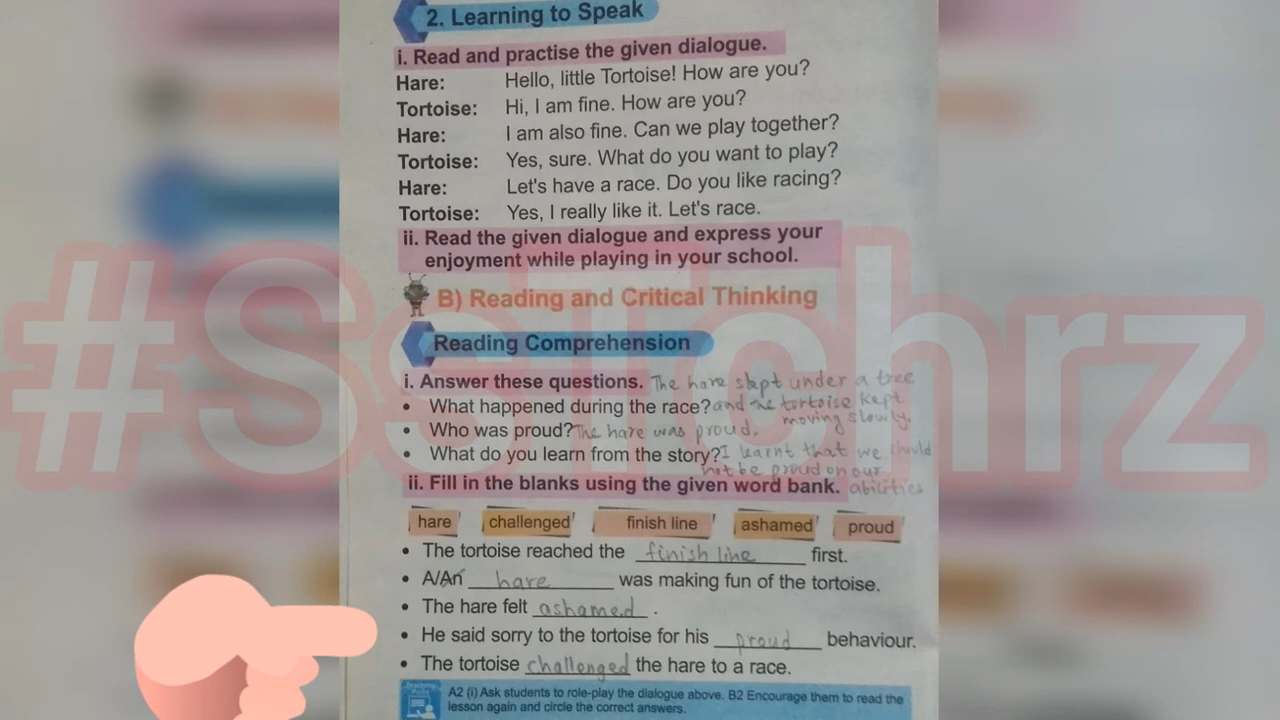 2. Learning to Speak
i. Read and practise the given dialogue.
Hare: Hello, little Tortoise! How are you?
Tortoise: Hi, I am fine. How are you?
Hare: I am also fine. Can we play together?
Tortoise: Yes, sure. What do you want to play?
Hare: Let's have a race. Do you like racing?
Tortoise: Yes, I really like it. Let's race.
ii. Read the given dialogue and express your
enjoyment while playing in your school.
B) Reading and Critical Thinking
#SsTchrz
Reading Comprehension
i. Answer these questions. The hare slept under a tree
• What happened during the race? and the tortoise kept
moving slowly.
• Who was proud? The hare was proud.
• What do you learn from the story? I learnt that we should
not be proud on our
ii. Fill in the blanks using the given word bank. abilities
hare challenged finish line ashamed proud
• The tortoise reached the finish line first.
• A/An hare was making fun of the tortoise.
• The hare felt ashamed.
• He said sorry to the tortoise for his proud behaviour.
• The tortoise challenged the hare to a race.
Teaching Point
A2 (i) Ask students to role-play the dialogue above. B2 Encourage them to read the
lesson again and circle the correct answers.